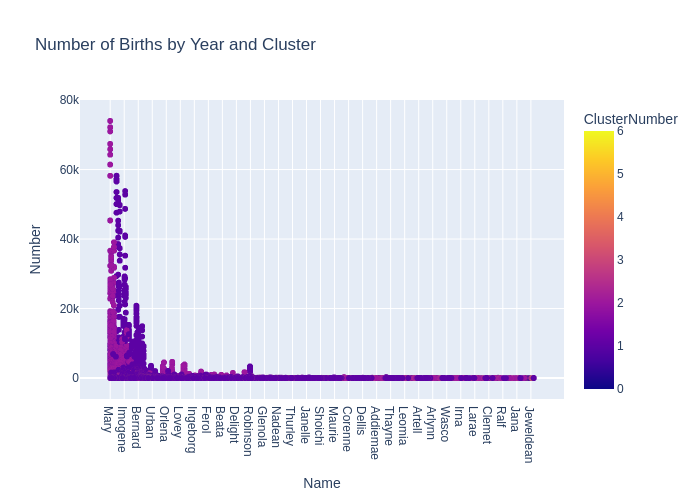 Number of Births by Year and Cluster
ClusterNumber
80k
60k
40k
20k
0
Number
6
5
4
3
2
1
0
Mary
Imogene
Bernard
Urban
Orlena
Lovey
Ingeborg
Ferol
Beata
Delight
Robinson
Glenola
Nadean
Thurley
Janelle
Shoichi
Maurie
Corenne
Dellis
Addiemae
Thayne
Leomia
Artell
Arlynn
Wasco
Irna
Larae
Clemet
Ralf
Jana
Jeweldean
Name